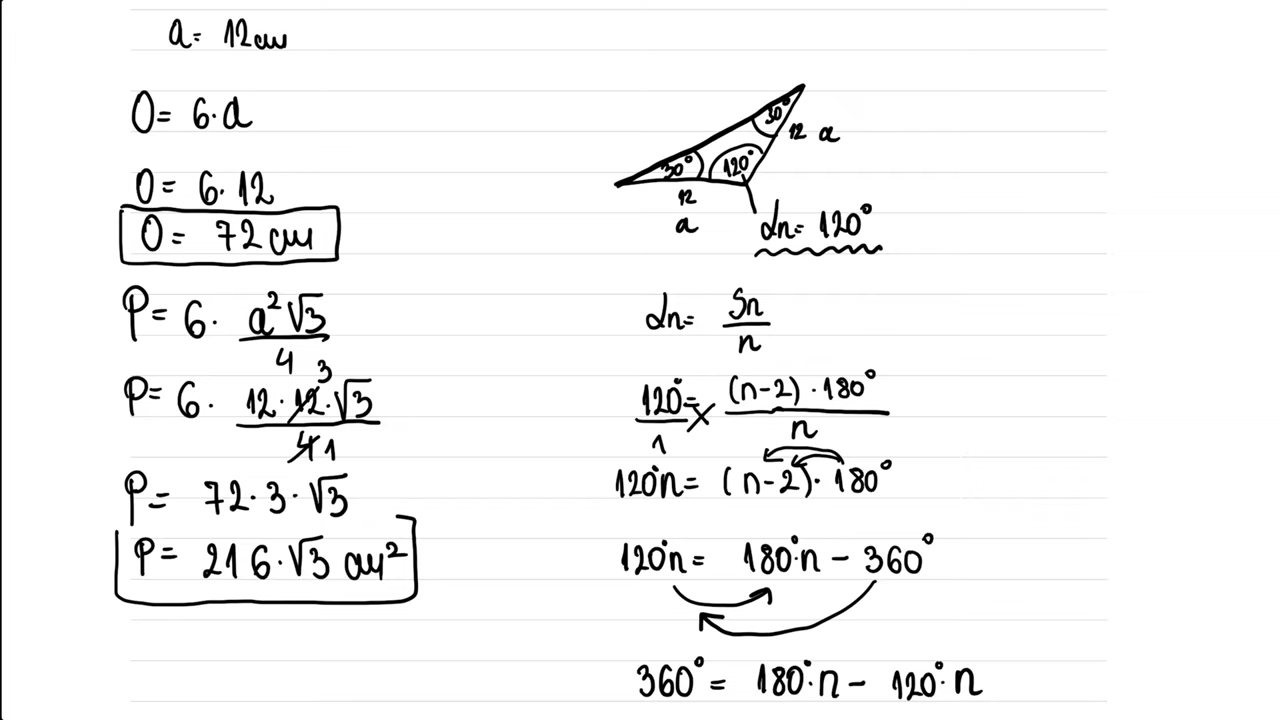 a = 12cm
O = 6·a
O = 6·12
O = 72cm
P = 6· a²√3 / 4
P = 6· 12·12·√3 / 4 3 1
P = 72·3·√3
P = 216·√3 cm²
30°
12 a
30° 120°
12
a
αn = 120°
αn = Sn / n
120° / 1 = (n-2)·180° / n
120°n = (n-2)·180°
120°n = 180°n - 360°
360° = 180°·n - 120°·n